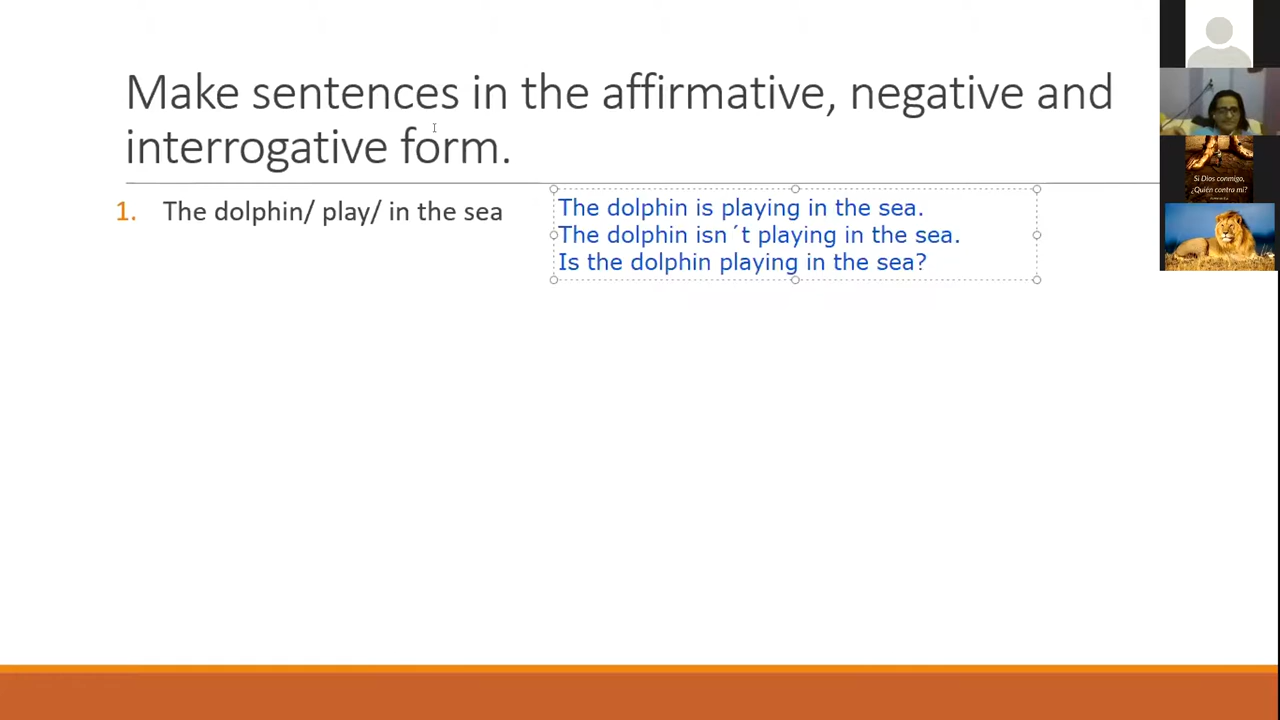 Make sentences in the affirmative, negative and
interrogative form.
1. The dolphin/ play/ in the sea
The dolphin is playing in the sea.
The dolphin isn´t playing in the sea.
Is the dolphin playing in the sea?
Si Dios conmigo,
¿Quién contra mí?